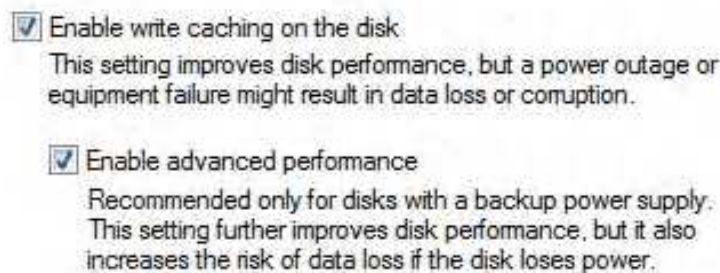 Enable write caching on the disk
This setting improves disk performance, but a power outage or
equipment failure might result in data loss or corruption.
Enable advanced performance
Recommended only for disks with a backup power supply.
This setting further improves disk performance, but it also
increases the risk of data loss if the disk loses power.